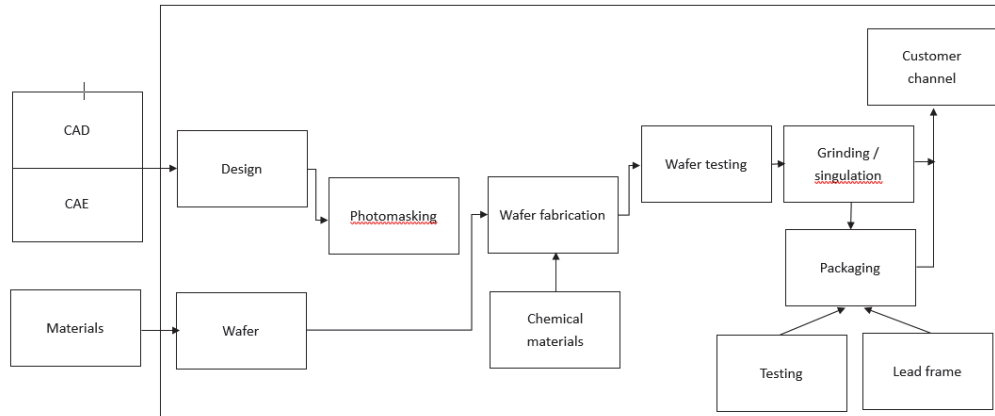 Customer
channel
CAD
CAE
Design
Photomasking
Wafer fabrication
Wafer testing
Grinding /
singulation
Packaging
Materials
Wafer
Chemical
materials
Testing
Lead frame